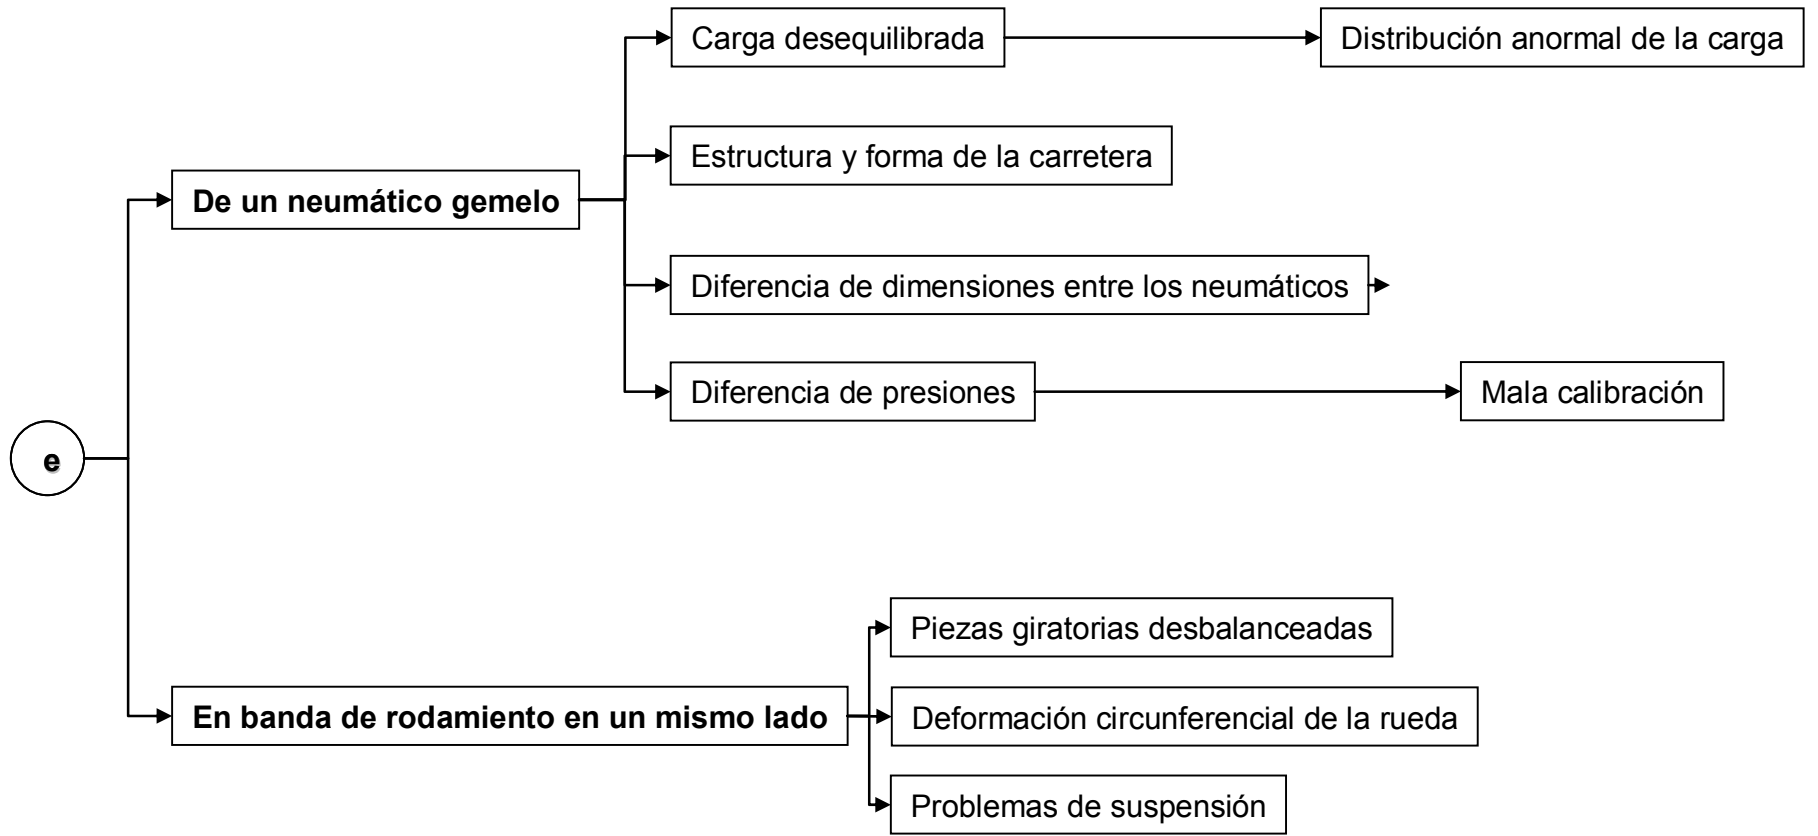 Carga desequilibrada
Distribución anormal de la carga
Estructura y forma de la carretera
De un neumático gemelo
Diferencia de dimensiones entre los neumáticos
Diferencia de presiones
Mala calibración
e
Piezas giratorias desbalanceadas
En banda de rodamiento en un mismo lado
Deformación circunferencial de la rueda
Problemas de suspensión